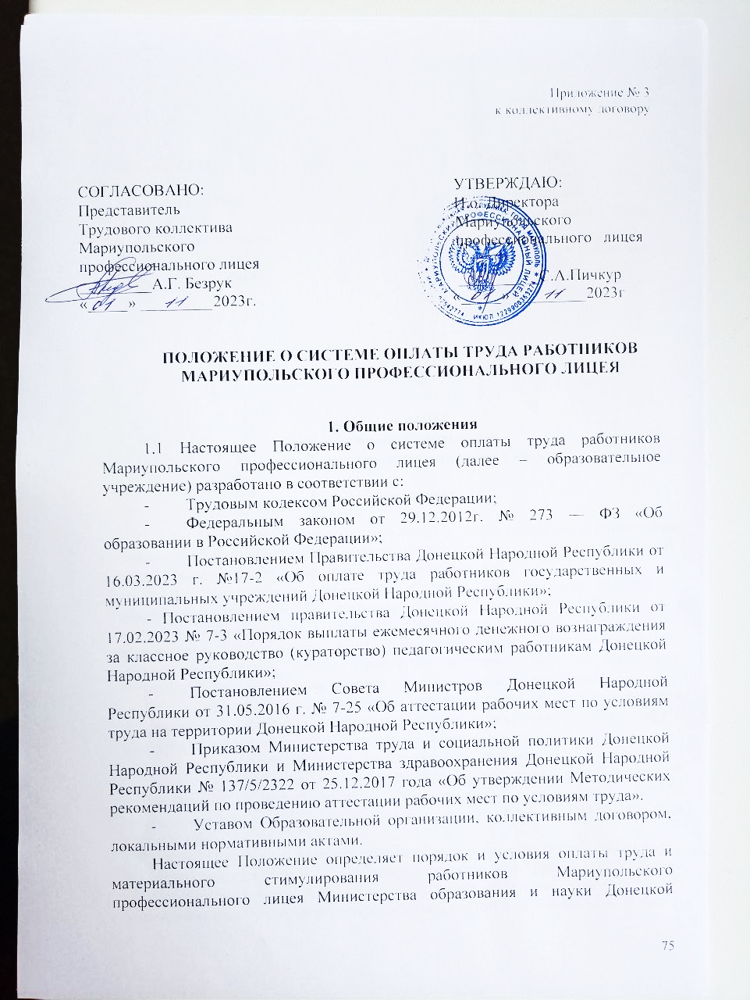 Приложение № 3
к коллективному договору
СОГЛАСОВАНО:
Представитель
Трудового коллектива
Мариупольского
профессионального лицея
А.Г. Безрук
«01» 11 2023г.
УТВЕРЖДАЮ:
И.о. Директора
Мариупольского
профессионального лицея
С.А.Пичкур
«01» 11 2023г
МАРИУПОЛЬСКИЙ ПРОФЕССИОНАЛЬНЫЙ ЛИЦЕЙ
ГОРОД МАРИУПОЛЬ
ИКЮЛ 1229900363274
ПОЛОЖЕНИЕ О СИСТЕМЕ ОПЛАТЫ ТРУДА РАБОТНИКОВ
МАРИУПОЛЬСКОГО ПРОФЕССИОНАЛЬНОГО ЛИЦЕЯ
1. Общие положения
1.1 Настоящее Положение о системе оплаты труда работников
Мариупольского профессионального лицея (далее – образовательное
учреждение) разработано в соответствии с:
- Трудовым кодексом Российской Федерации;
- Федеральным законом от 29.12.2012г. № 273 — ФЗ «Об
образовании в Российской Федерации»;
- Постановлением Правительства Донецкой Народной Республики от
16.03.2023 г. №17-2 «Об оплате труда работников государственных и
муниципальных учреждений Донецкой Народной Республики»;
- Постановлением правительства Донецкой Народной Республики от
17.02.2023 № 7-3 «Порядок выплаты ежемесячного денежного вознаграждения
за классное руководство (кураторство) педагогическим работникам Донецкой
Народной Республики»;
- Постановлением Совета Министров Донецкой Народной
Республики от 31.05.2016 г. № 7-25 «Об аттестации рабочих мест по условиям
труда на территории Донецкой Народной Республики»;
- Приказом Министерства труда и социальной политики Донецкой
Народной Республики и Министерства здравоохранения Донецкой Народной
Республики № 137/5/2322 от 25.12.2017 года «Об утверждении Методических
рекомендаций по проведению аттестации рабочих мест по условиям труда».
- Уставом Образовательной организации, коллективным договором,
локальными нормативными актами.
Настоящее Положение определяет порядок и условия оплаты труда и
материального стимулирования работников Мариупольского
профессионального лицея Министерства образования и науки Донецкой
75